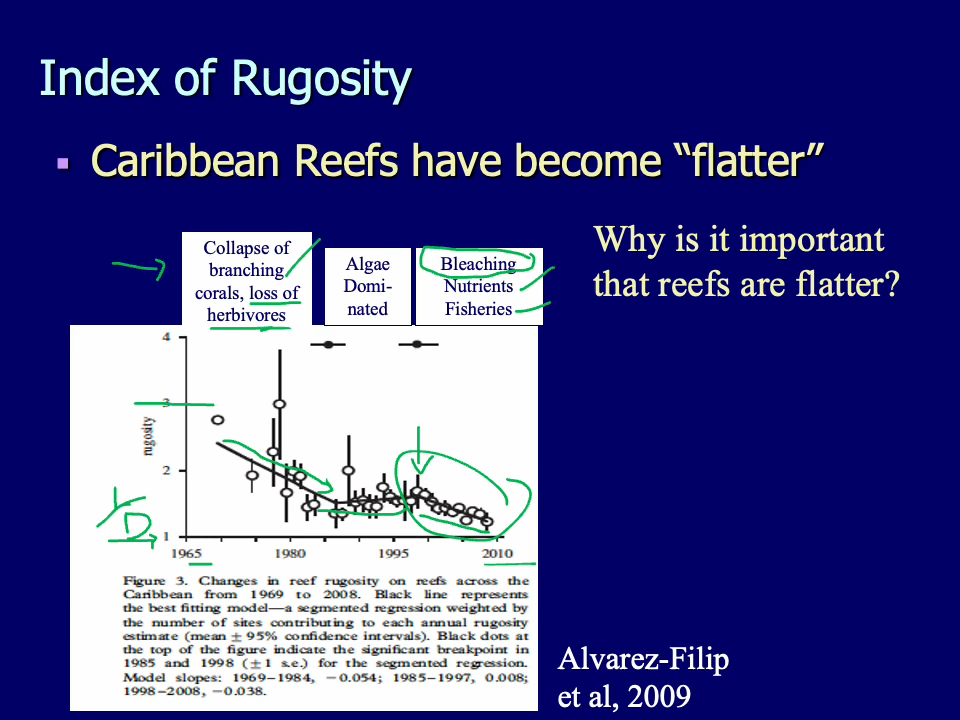 Index of Rugosity
▪ Caribbean Reefs have become “flatter”
Why is it important
that reefs are flatter?
Collapse of
branching
corals, loss of
herbivores
Algae
Domi-
nated
Bleaching
Nutrients
Fisheries
4
3
2
1
rugosity
L
D
1965
1980
1995
2010
Figure 3. Changes in reef rugosity on reefs across the
Caribbean from 1969 to 2008. Black line represents
the best fitting model—a segmented regression weighted by
the number of sites contributing to each annual rugosity
estimate (mean ± 95% confidence intervals). Black dots at
the top of the figure indicate the significant breakpoint in
1985 and 1998 (±1 s.e.) for the segmented regression.
Model slopes: 1969–1984, −0.054; 1985–1997, 0.008;
1998–2008, −0.038.
Alvarez-Filip
et al, 2009